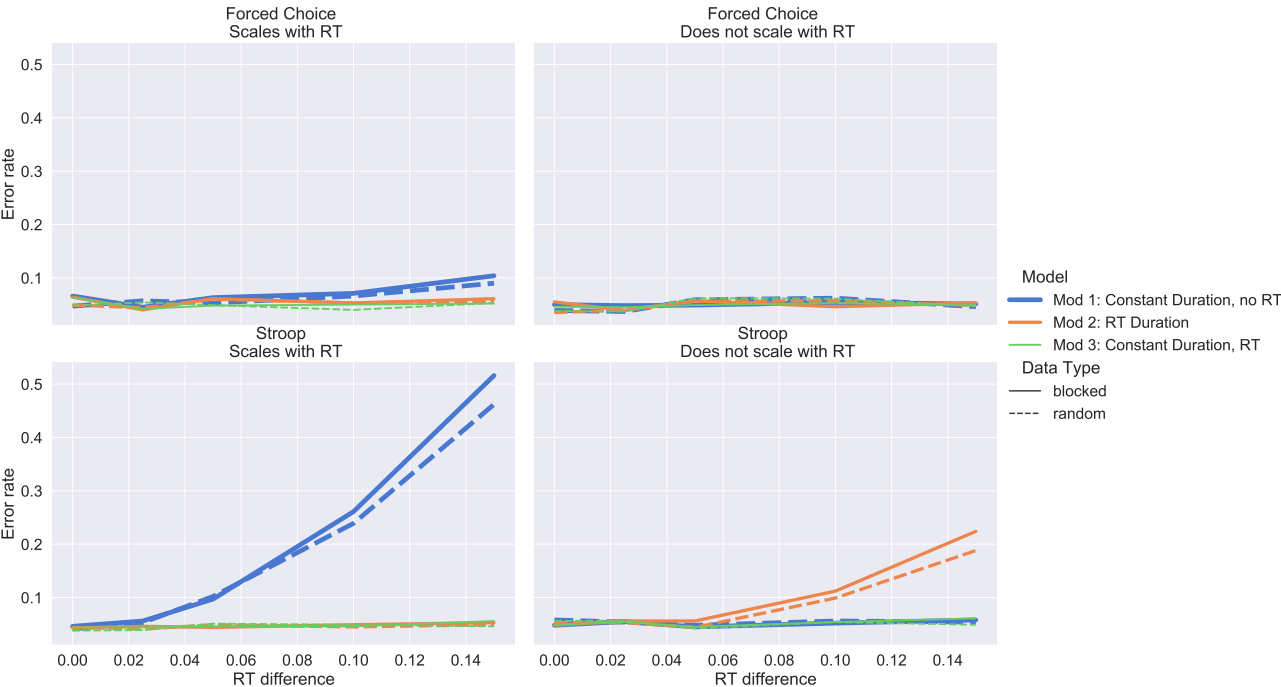 Forced Choice
Scales with RT
Forced Choice
Does not scale with RT
0.5
0.4
0.3
0.2
0.1
Error rate
Stroop
Scales with RT
Stroop
Does not scale with RT
0.5
0.4
0.3
0.2
0.1
Error rate
0.00 0.02 0.04 0.06 0.08 0.10 0.12 0.14
RT difference
0.00 0.02 0.04 0.06 0.08 0.10 0.12 0.14
RT difference
Model
Mod 1: Constant Duration, no RT
Mod 2: RT Duration
Mod 3: Constant Duration, RT
Data Type
blocked
random